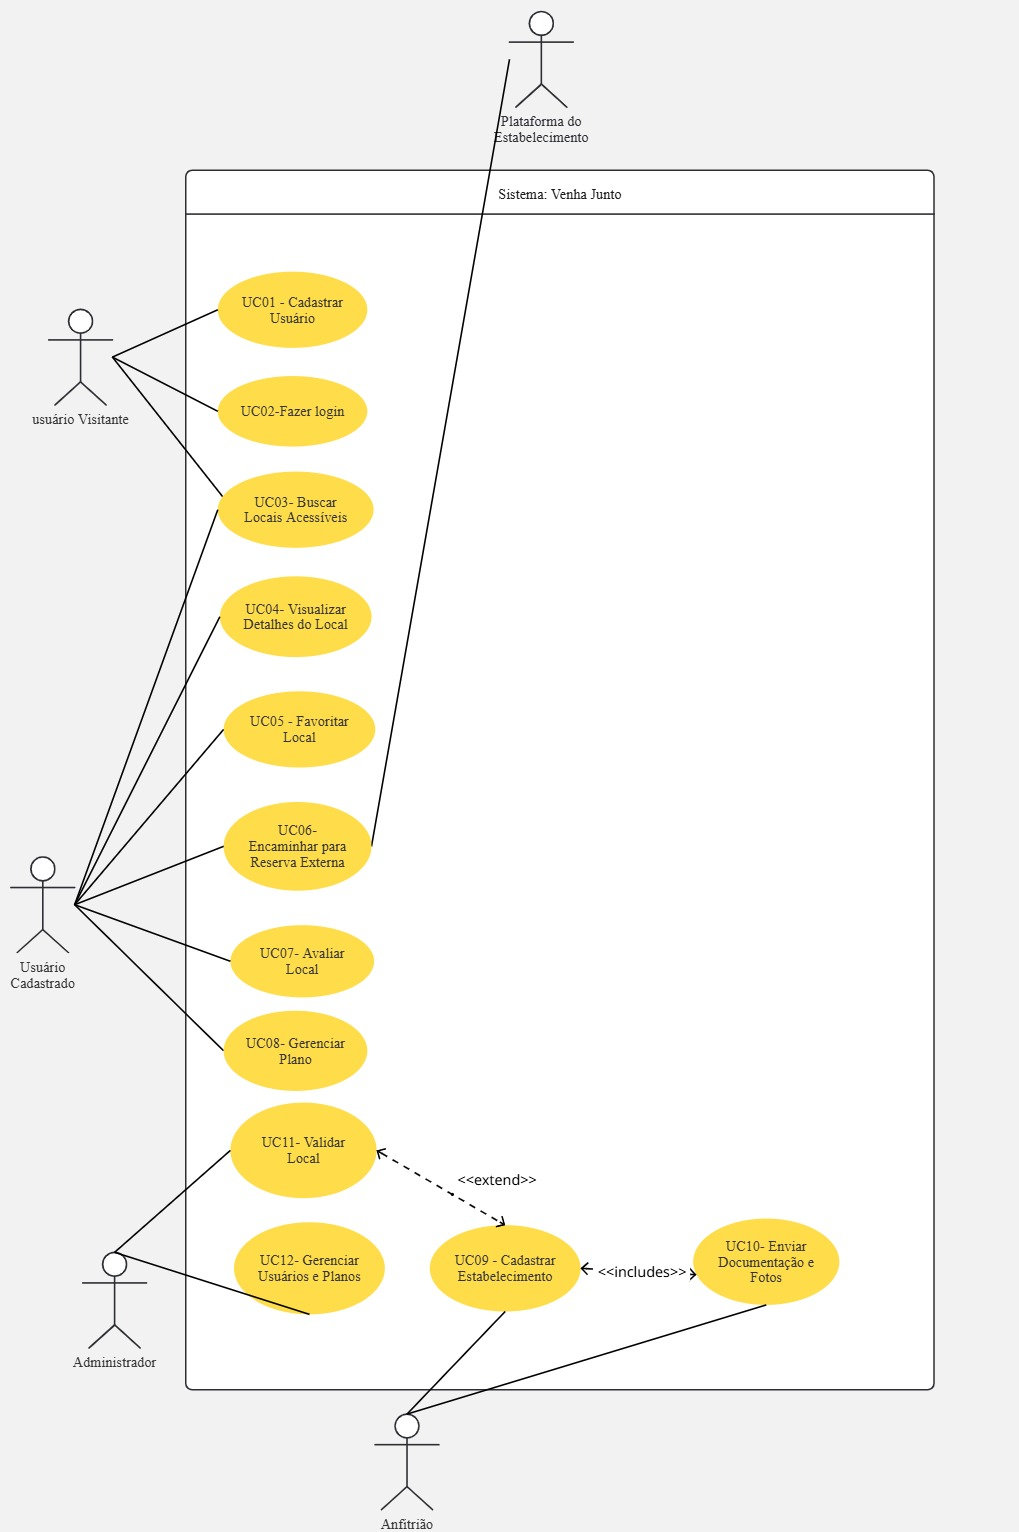 Plataforma do
Estabelecimento
Sistema: Venha Junto
UC01 - Cadastrar
Usuário
usuário Visitante
UC02-Fazer login
UC03- Buscar
Locais Acessíveis
UC04- Visualizar
Detalhes do Local
UC05 - Favoritar
Local
UC06-
Encaminhar para
Reserva Externa
Usuário
Cadastrado
UC07- Avaliar
Local
UC08- Gerenciar
Plano
UC11- Validar
Local
<<extend>>
UC12- Gerenciar
Usuários e Planos
UC09 - Cadastrar
Estabelecimento
<<includes>>
UC10- Enviar
Documentação e
Fotos
Administrador
Anfitrião